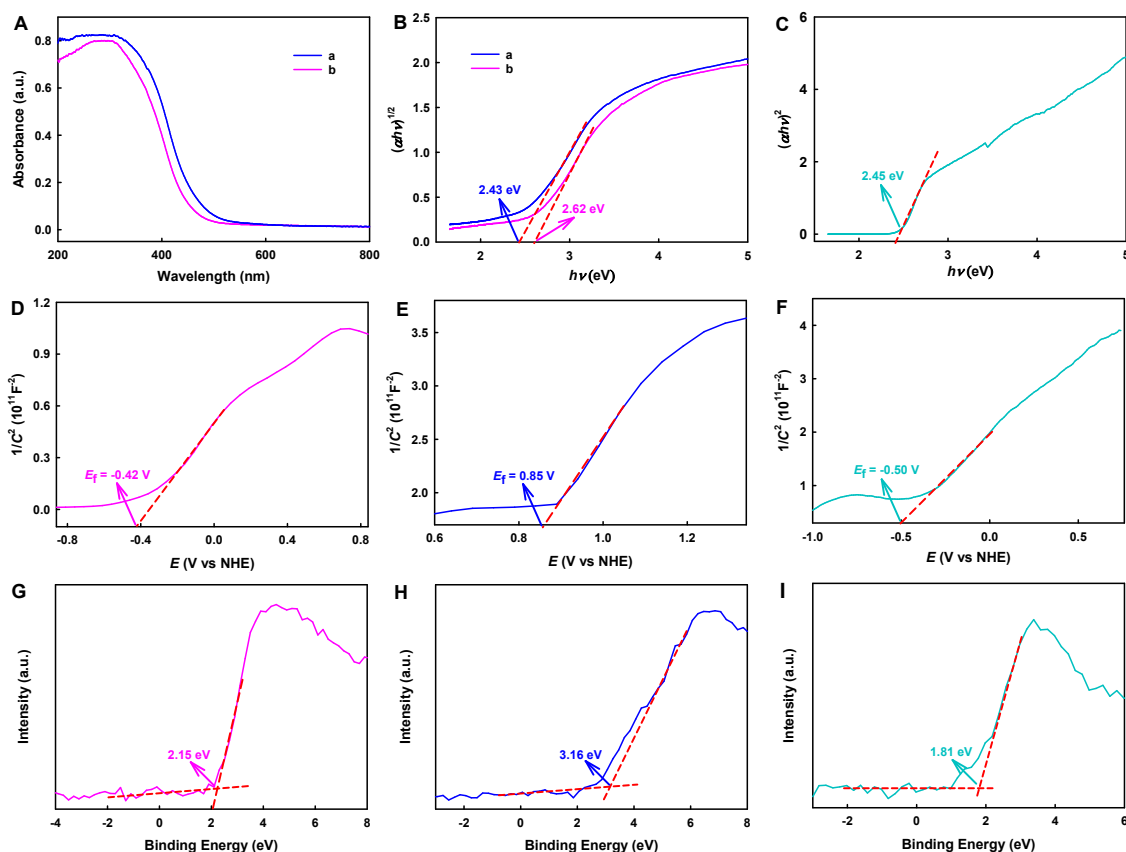 A
Absorbance (a.u.)
0.8
0.6
0.4
0.2
0.0
a
b
200
400
600
800
Wavelength (nm)
B
(αhν)1/2
2.5
2.0
1.5
1.0
0.5
0.0
a
b
2.43 eV
2.62 eV
2
3
4
5
hν (eV)
C
(αhν)2
6
4
2
0
2.45 eV
2
3
4
5
hν (eV)
D
1/C2 (1011F-2)
1.2
0.9
0.6
0.3
0.0
Ef = -0.42 V
-0.8
-0.4
0.0
0.4
0.8
E (V vs NHE)
E
1/C2 (1011F-2)
3.5
3.0
2.5
2.0
Ef = 0.85 V
0.6
0.8
1.0
1.2
E (V vs NHE)
F
1/C2 (1011F-2)
4
3
2
1
Ef = -0.50 V
-1.0
-0.5
0.0
0.5
E (V vs NHE)
G
Intensity (a.u.)
2.15 eV
-4
-2
0
2
4
6
8
Binding Energy (eV)
H
Intensity (a.u.)
3.16 eV
-2
0
2
4
6
8
Binding Energy (eV)
I
Intensity (a.u.)
1.81 eV
-2
0
2
4
6
Binding Energy (eV)